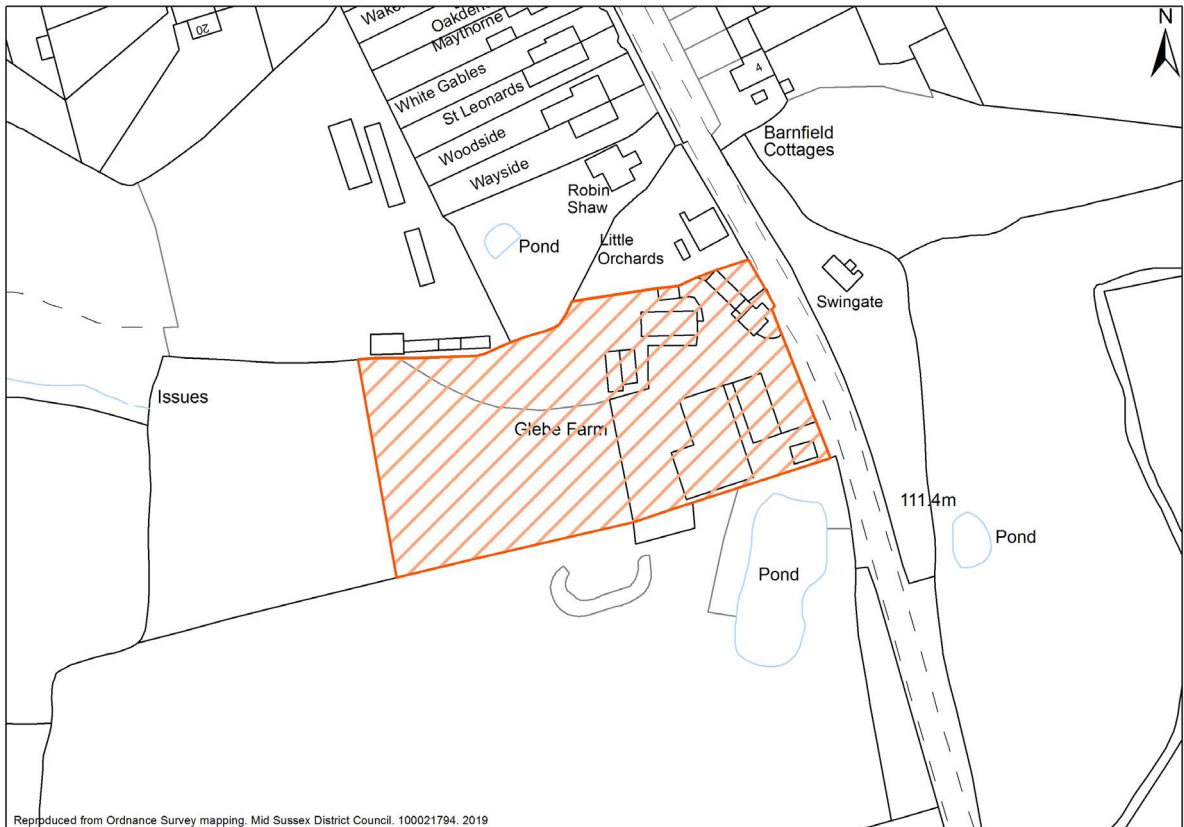 N
20
Oakden
Maythorne
White Gables
St Leonards
Woodside
Wayside
4
Barnfield
Cottages
Robin
Shaw
Pond
Little
Orchards
Swingate
Issues
Glebe Farm
111.4m
Pond
Pond
Reproduced from Ordnance Survey mapping. Mid Sussex District Council. 100021794. 2019